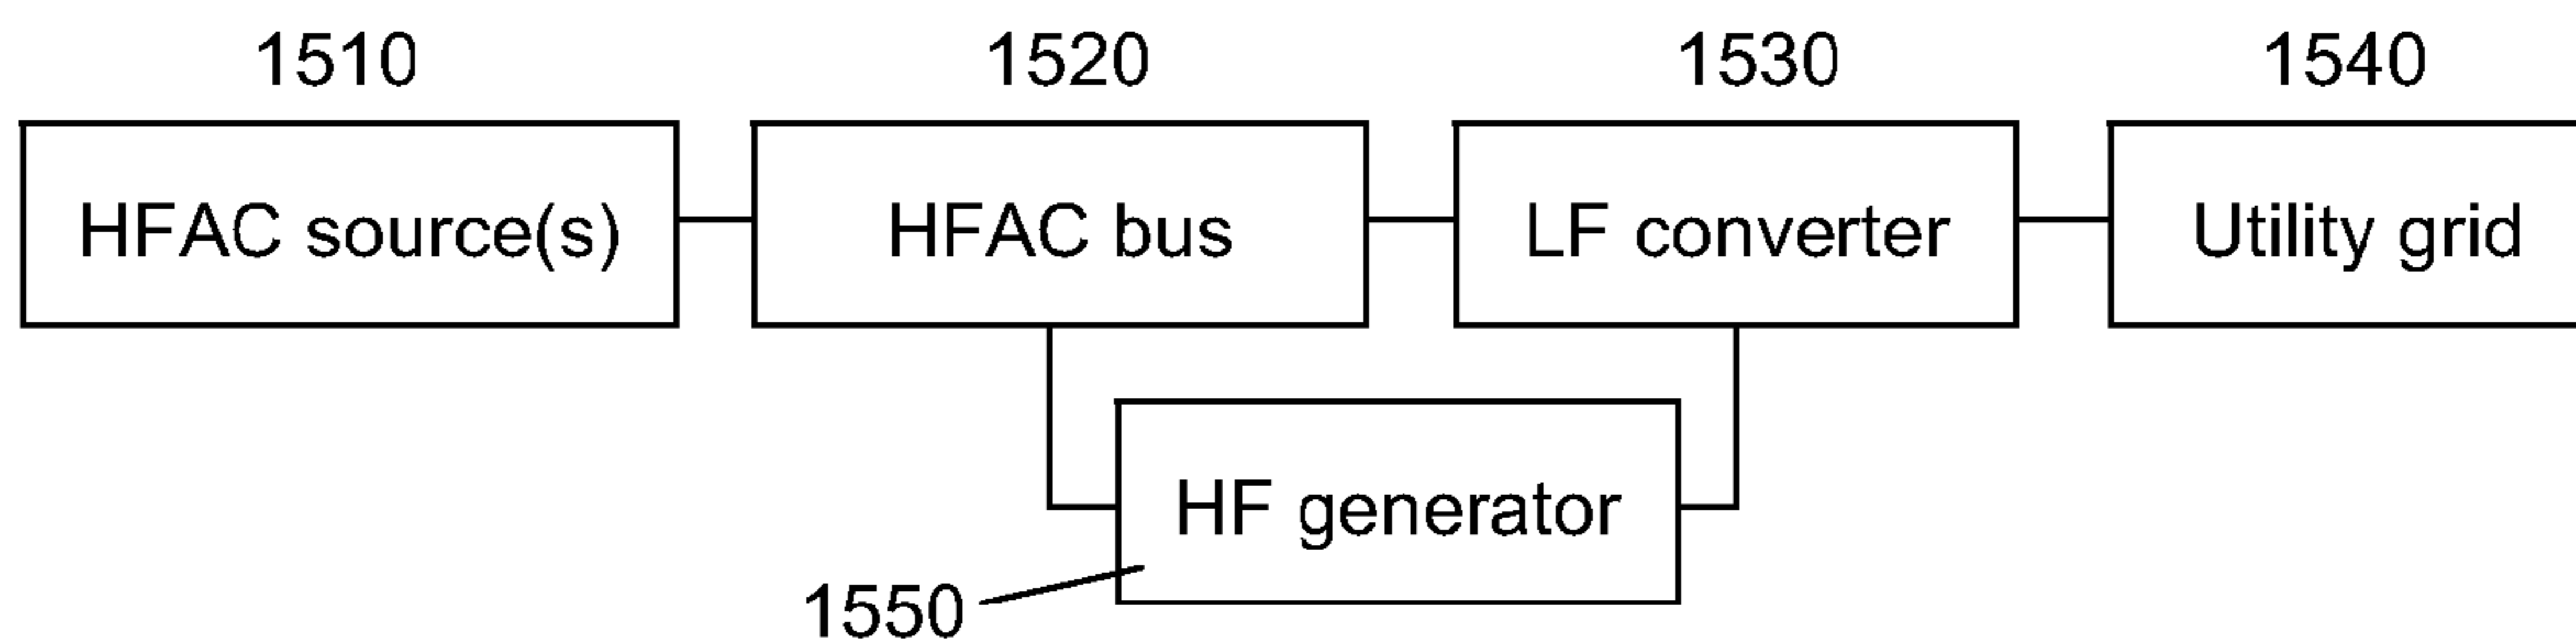 1510 1520 1530 1540
HFAC source(s) HFAC bus LF converter Utility grid
HF generator
1550